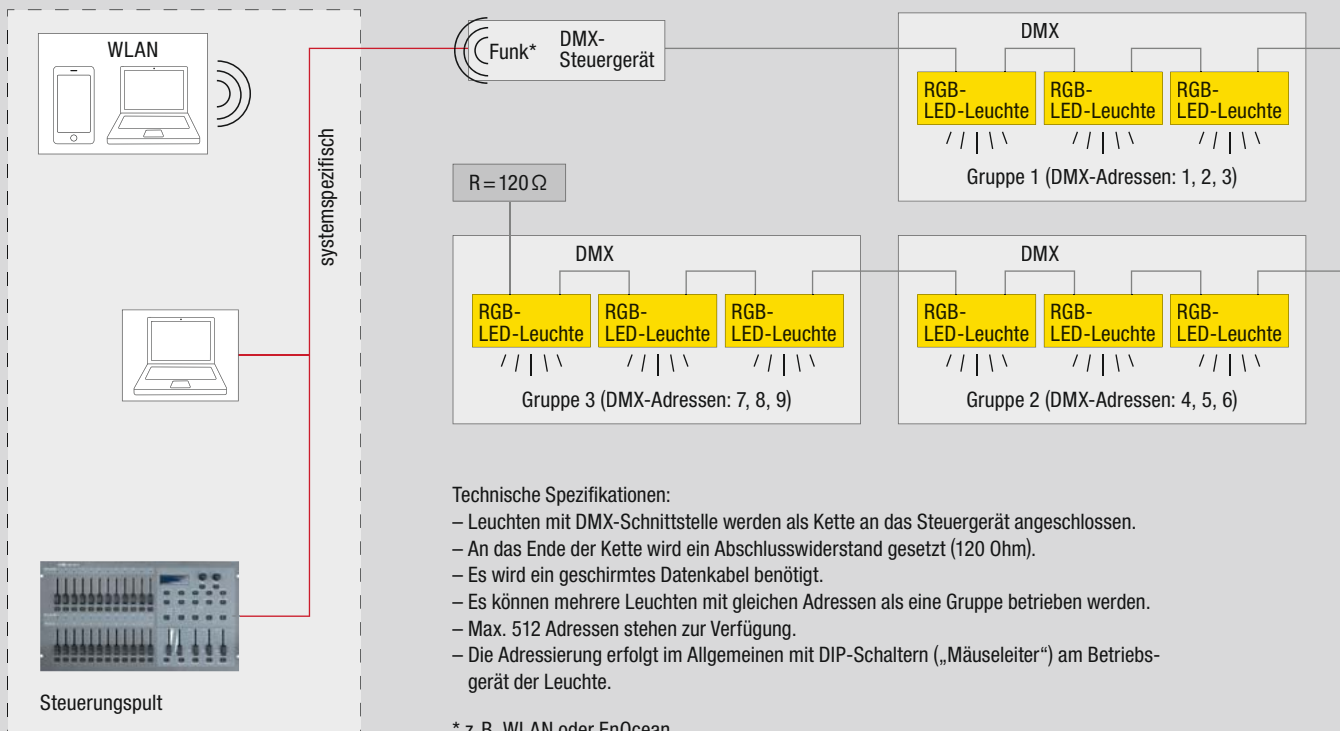 WLAN
systemspezifisch
Steuerungspult
Funk*
DMX-
Steuergerät
DMX
RGB-
LED-Leuchte
RGB-
LED-Leuchte
RGB-
LED-Leuchte
Gruppe 1 (DMX-Adressen: 1, 2, 3)
R = 120 Ω
DMX
RGB-
LED-Leuchte
RGB-
LED-Leuchte
RGB-
LED-Leuchte
Gruppe 3 (DMX-Adressen: 7, 8, 9)
DMX
RGB-
LED-Leuchte
RGB-
LED-Leuchte
RGB-
LED-Leuchte
Gruppe 2 (DMX-Adressen: 4, 5, 6)
Technische Spezifikationen:
– Leuchten mit DMX-Schnittstelle werden als Kette an das Steuergerät angeschlossen.
– An das Ende der Kette wird ein Abschlusswiderstand gesetzt (120 Ohm).
– Es wird ein geschirmtes Datenkabel benötigt.
– Es können mehrere Leuchten mit gleichen Adressen als eine Gruppe betrieben werden.
– Max. 512 Adressen stehen zur Verfügung.
– Die Adressierung erfolgt im Allgemeinen mit DIP-Schaltern („Mäuseleiter“) am Betriebs-
gerät der Leuchte.
* z. B. WLAN oder EnOcean